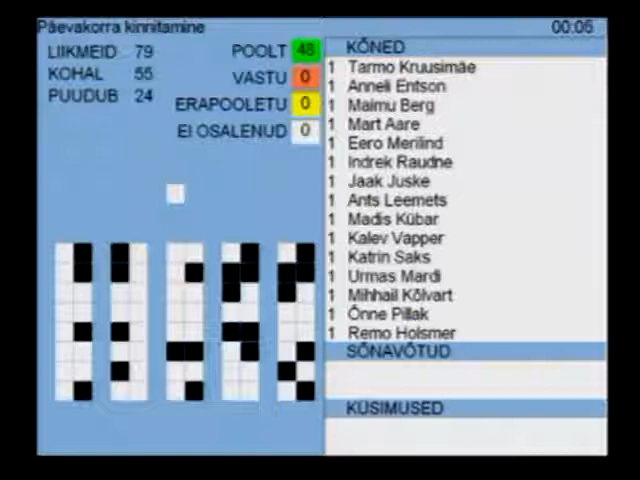 Päevakorra kinnitamine 00:05
LIIKMEID 79
KOHAL 55
PUUDUB 24
POOLT 48
VASTU 0
ERAPOOLETU 0
EI OSALENUD 0
KÕNED
1 Tarmo Kruusimäe
1 Anneli Entson
1 Maimu Berg
1 Mart Aare
1 Eero Merilind
1 Indrek Raudne
1 Jaak Juske
1 Ants Leemets
1 Madis Kübar
1 Kalev Vapper
1 Katrin Saks
1 Urmas Mardi
1 Mihhail Kõlvart
1 Õnne Pillak
1 Remo Holsmer
SÕNAVÕTUD
KÜSIMUSED